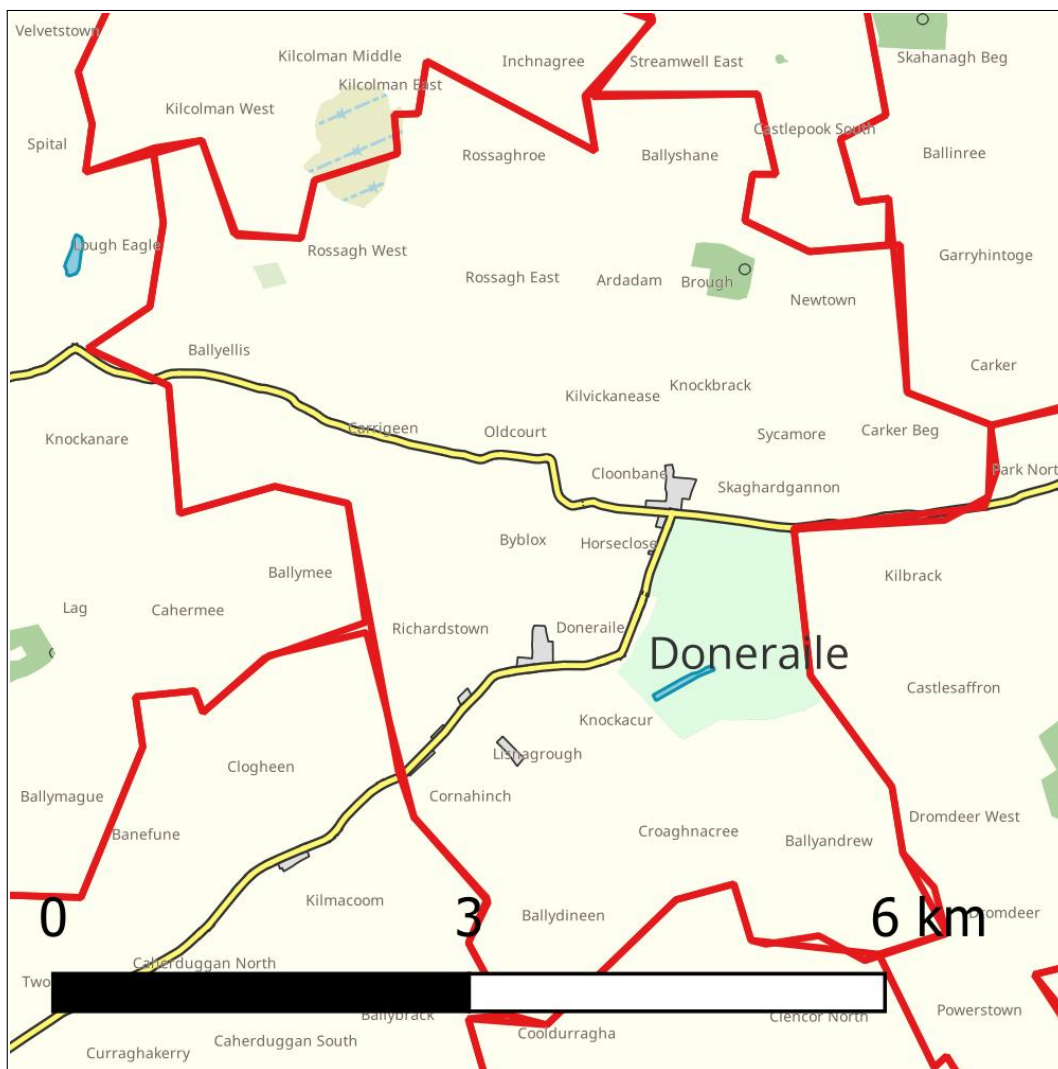 Velvetstown
Kilcolman Middle
Inchnagree
Streamwell East
Skahanagh Beg
Kilcolman East
Kilcolman West
Castlepook South
Spital
Rossaghroe
Ballyshane
Ballinree
Lough Eagle
Rossagh West
Garryhintoge
Rossagh East
Ardadam
Brough
Newtown
Ballyellis
Carker
Knockbrack
Kilvickanease
Carrigeen
Oldcourt
Sycamore
Carker Beg
Knockanare
Cloonbane
Skaghardgannon
Park Nort
Byblox
Horseclose
Ballymee
Kilbrack
Lag
Cahermee
Richardstown
Doneraile
Doneraile
Castlesaffron
Knockacur
Lisnagrough
Clogheen
Ballymague
Cornahinch
Banefune
Croaghnacree
Ballyandrew
Dromdeer West
Kilmacoom
Ballydineen
Dromdeer
0 3 6 km
Caherduggan North
Two
Ballybrack
Clencor North
Powerstown
Caherduggan South
Cooldurragha
Curraghakerry